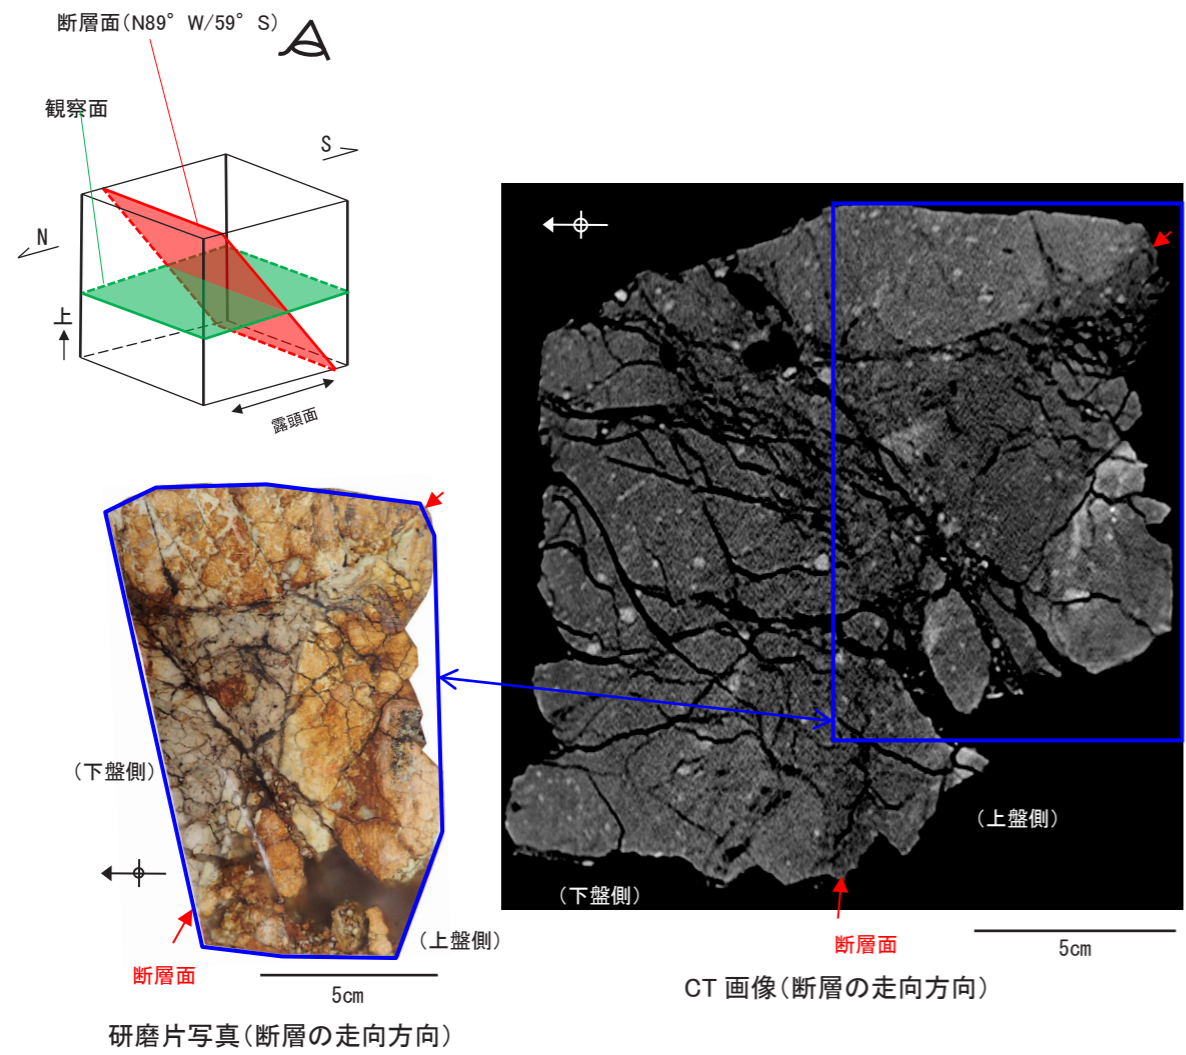 断層面(N89°W/59°S)
観察面
S
N
上
露頭面
(下盤側)
(上盤側)
断層面
5cm
研磨片写真(断層の走向方向)
(上盤側)
(下盤側)
断層面
5cm
CT 画像(断層の走向方向)